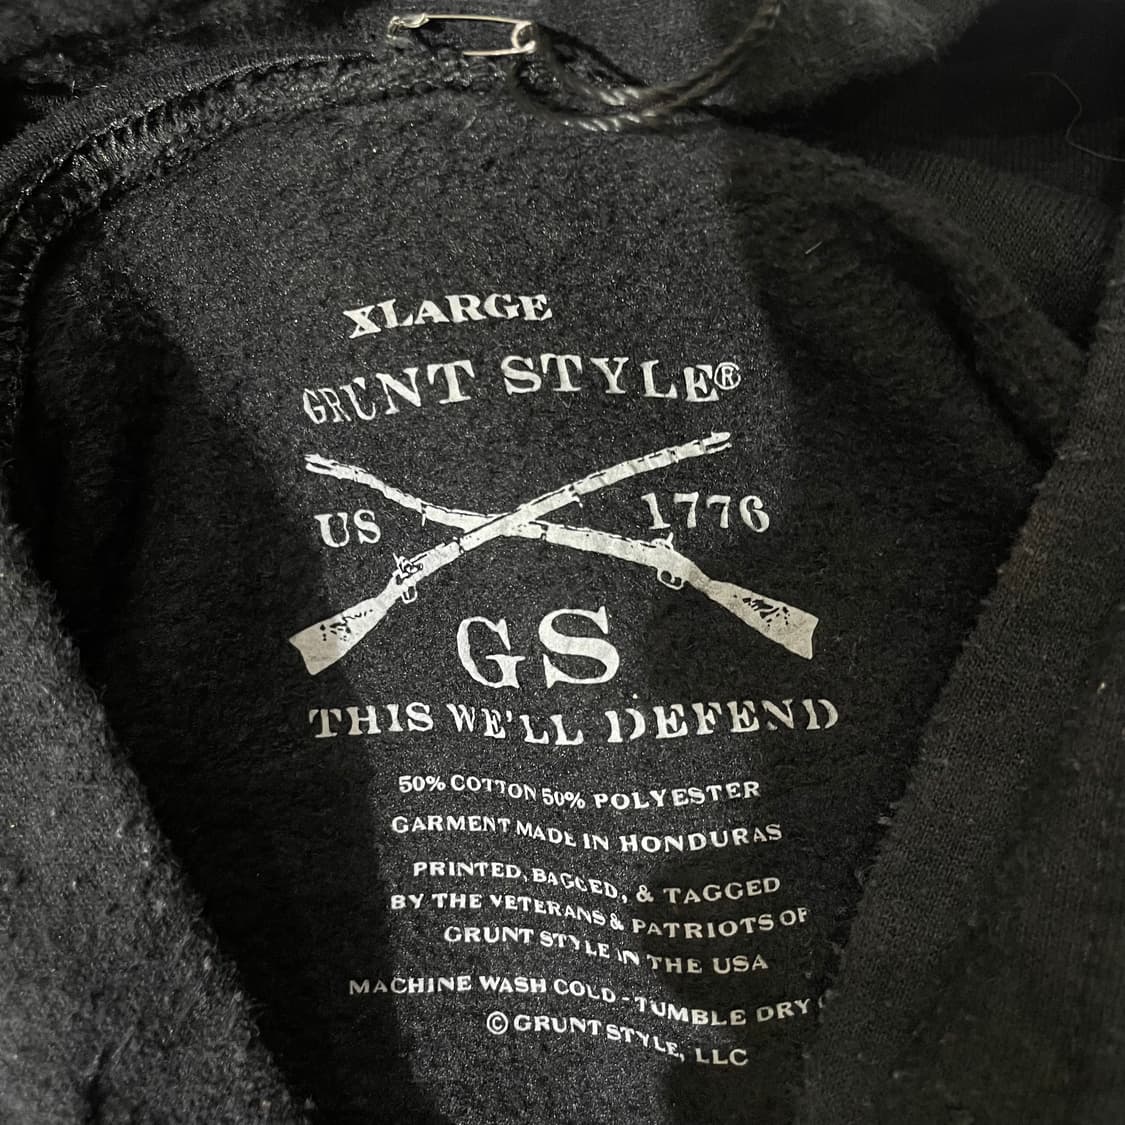 XLARGE
GRUNT STYLE®
US 1776
GS
THIS WE'LL DEFEND
50% COTTON 50% POLYESTER
GARMENT MADE IN HONDURAS
PRINTED, BAGGED, & TAGGED
BY THE VETERANS & PATRIOTS OF
GRUNT STYLE IN THE USA
MACHINE WASH COLD - TUMBLE DRY
© GRUNT STYLE, LLC